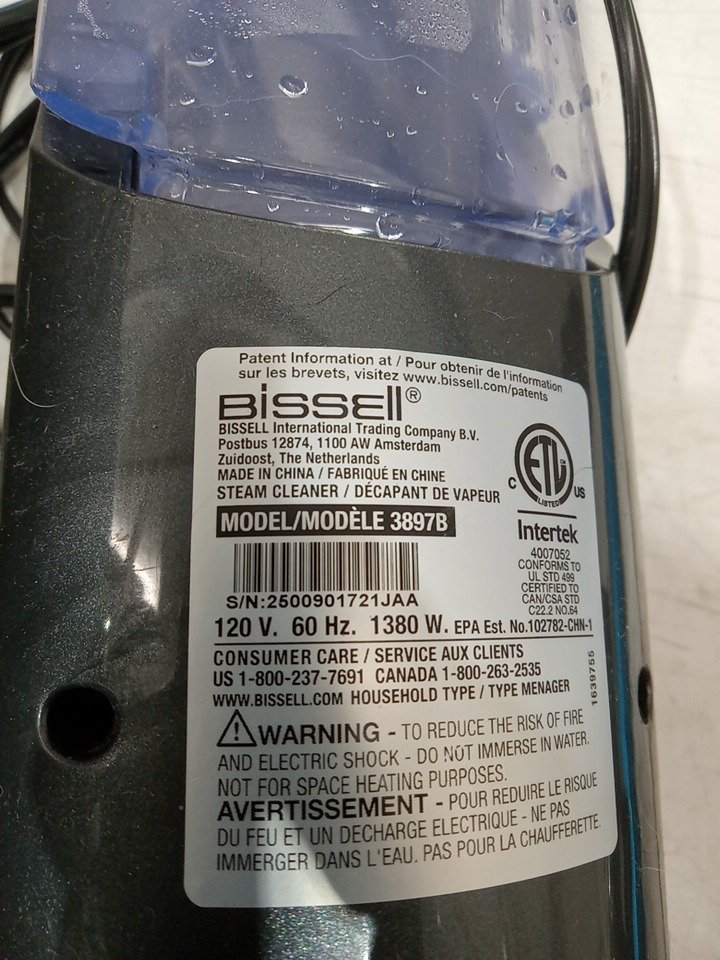 Patent Information at / Pour obtenir de l'information
sur les brevets, visitez www.bissell.com/patents
BISSELL®
BISSELL International Trading Company B.V.
Postbus 12874, 1100 AW Amsterdam
Zuidoost, The Netherlands
MADE IN CHINA / FABRIQUÉ EN CHINE
STEAM CLEANER / DÉCAPANT DE VAPEUR
MODEL/MODÈLE 3897B
S/N:2500901721JAA
C ETL CM US
LISTED
Intertek
4007052
CONFORMS TO
UL STD 499
CERTIFIED TO
CAN/CSA STD
C22.2 NO.64
120 V. 60 Hz. 1380 W. EPA Est. No.102782-CHN-1
CONSUMER CARE / SERVICE AUX CLIENTS
US 1-800-237-7691 CANADA 1-800-263-2535
WWW.BISSELL.COM HOUSEHOLD TYPE / TYPE MENAGER
1639755
WARNING - TO REDUCE THE RISK OF FIRE
AND ELECTRIC SHOCK - DO NOT IMMERSE IN WATER.
NOT FOR SPACE HEATING PURPOSES.
AVERTISSEMENT - POUR REDUIRE LE RISQUE
DU FEU ET UN DECHARGE ELECTRIQUE - NE PAS
IMMERGER DANS L'EAU. PAS POUR LA CHAUFFERETTE.